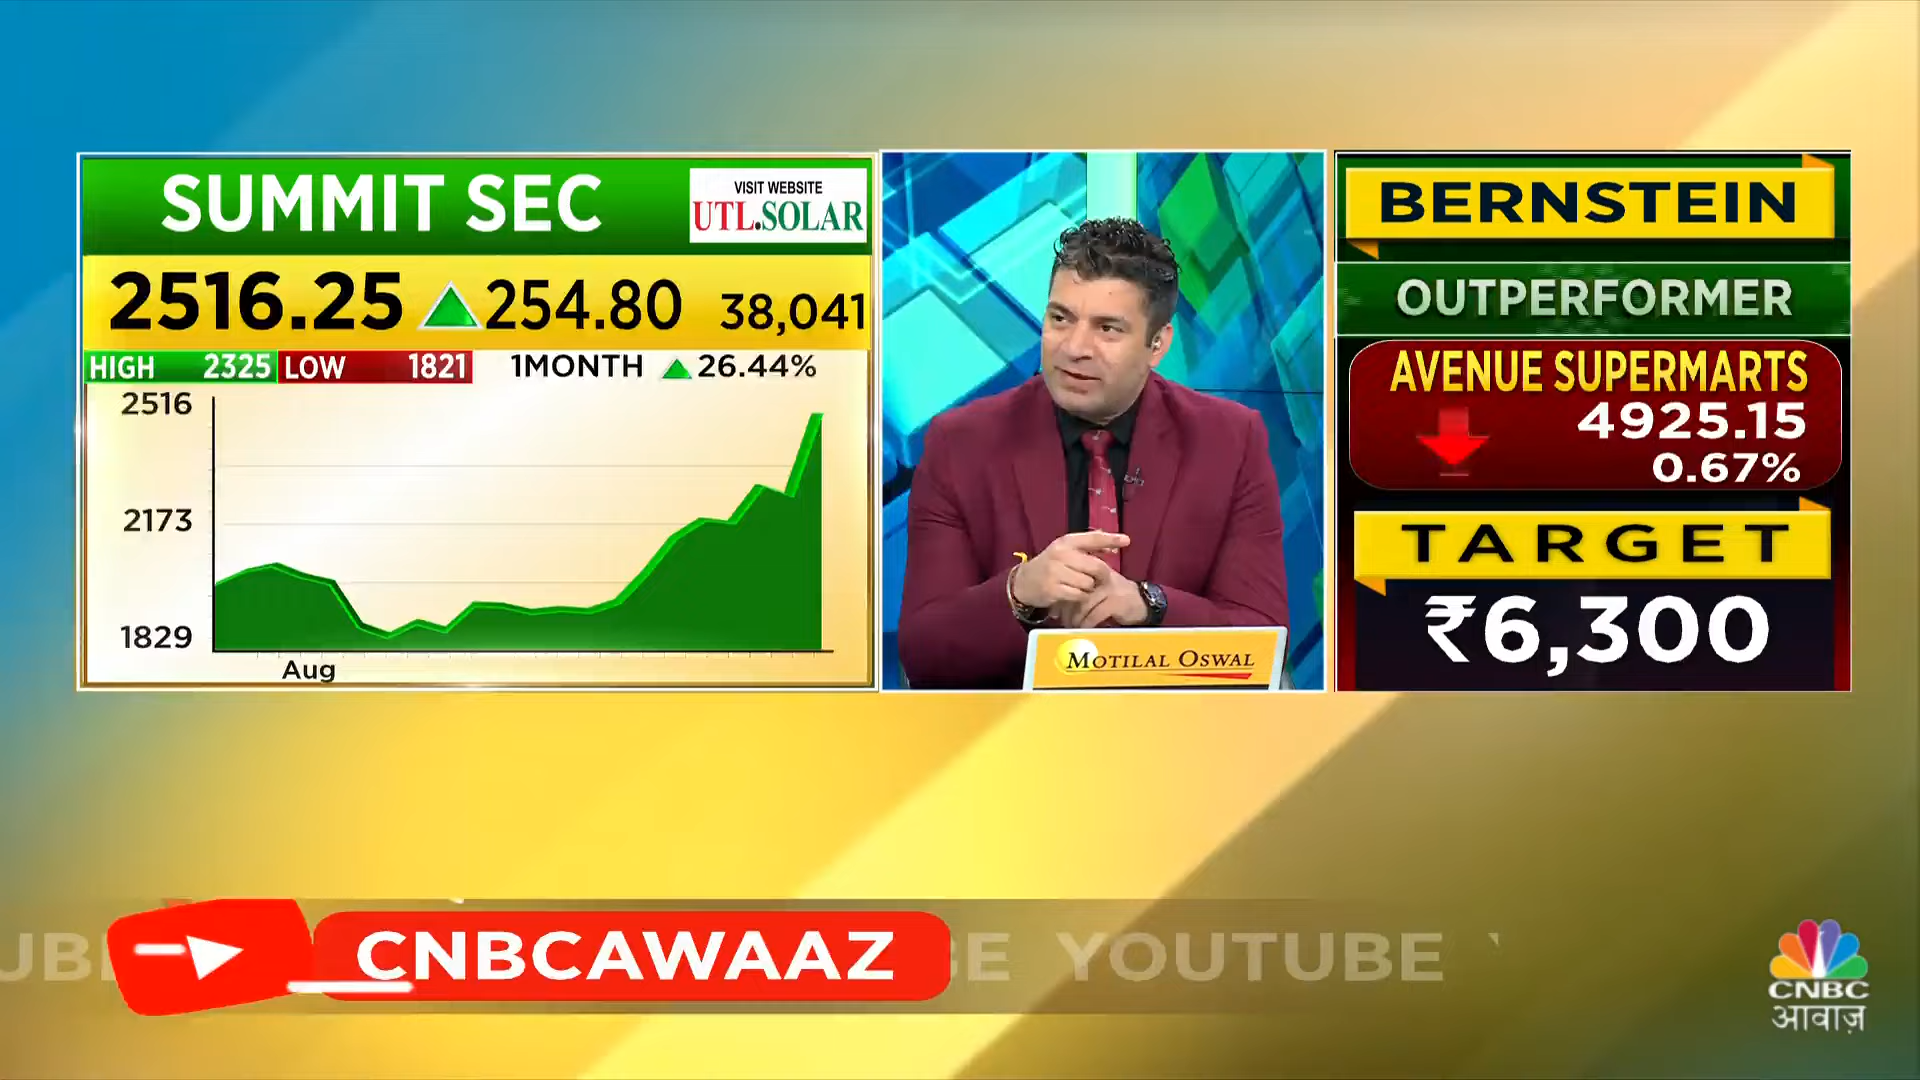 SUMMIT SEC
VISIT WEBSITE
UTL.SOLAR
2516.25 254.80 38,041
HIGH 2325 LOW 1821 1MONTH 26.44%
2516
2173
1829
Aug
MOTILAL OSWAL
BERNSTEIN
OUTPERFORMER
AVENUE SUPERMARTS
4925.15
0.67%
TARGET
₹6,300
CNBCAWAAZ
YOUTUBE
CNBC
आवाज़